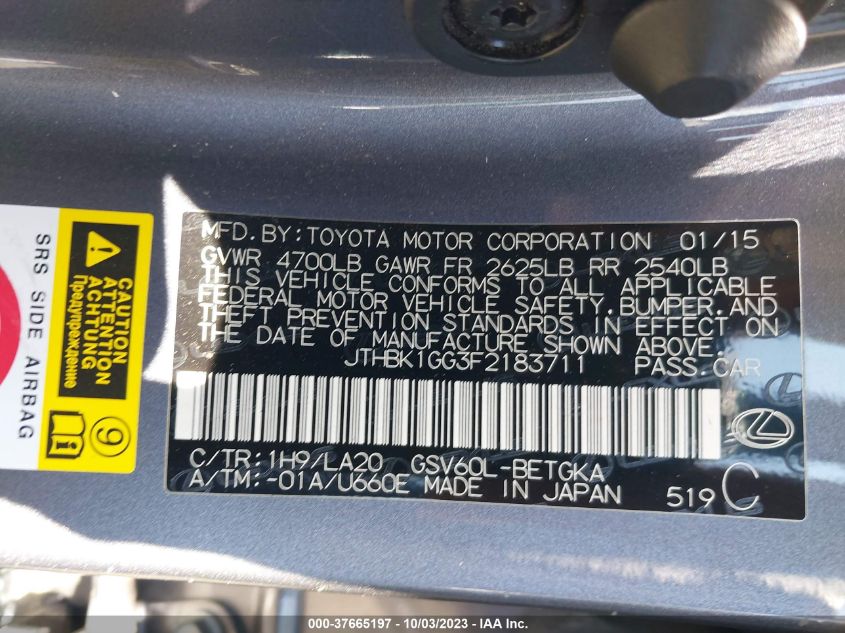 MFD.BY:TOYOTA MOTOR CORPORATION 01/15
GVWR 4700LB GAWR FR 2625LB RR 2540LB
THIS VEHICLE CONFORMS TO ALL APPLICABLE
FEDERAL MOTOR VEHICLE SAFETY,BUMPER,AND
THEFT PREVENTION STANDARDS IN EFFECT ON
THE DATE OF MANUFACTURE SHOWN ABOVE.
JTHBK1GG3F2183711 PASS.CAR
C/TR:1H9/LA20 GSV60L-BETGKA
A/TM:-01A/U660E MADE IN JAPAN 519 C
SRS SIDE AIRBAG
CAUTION
ATTENTION
ACHTUNG
Предупреждение
9
000-37665197 - 10/03/2023 - IAA Inc.